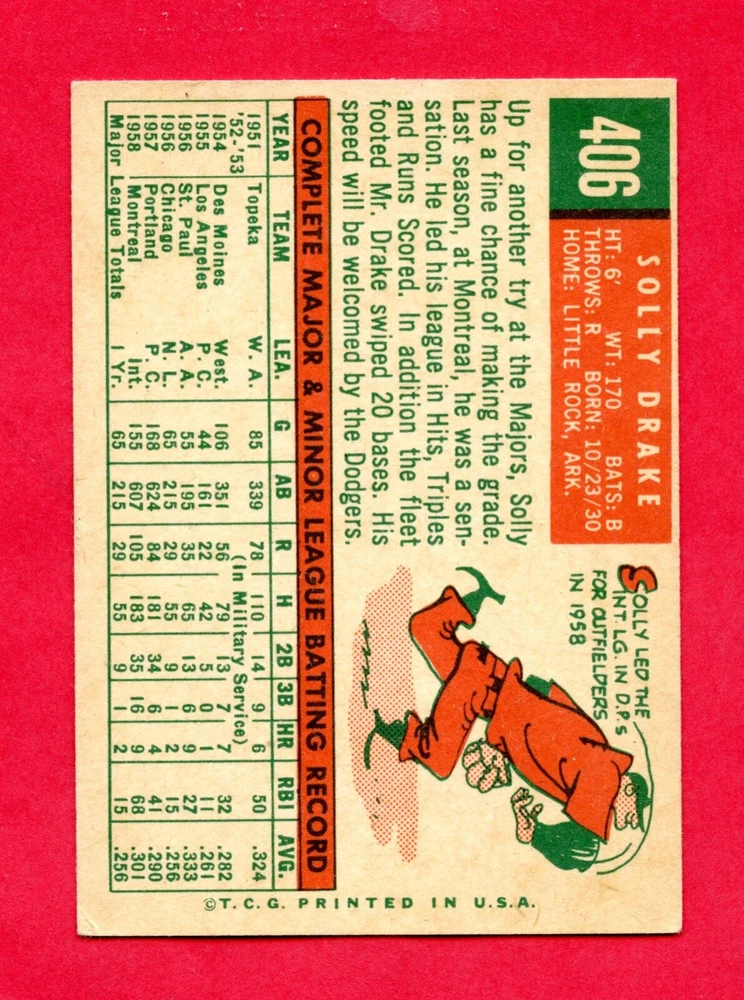 406
SOLLY DRAKE
HT: 6' WT: 170 BATS: B
THROWS: R BORN: 10/23/30
HOME: LITTLE ROCK, ARK.
Up for another try at the Majors, Solly
has a fine chance of making the grade.
Last season, at Montreal, he was a sen-
sation. He led his league in Hits, Triples
and Runs Scored. In addition the fleet
footed Mr. Drake swiped 20 bases. His
speed will be welcomed by the Dodgers.
SOLLY LED THE
INT. LG. IN D.P.s
FOR OUTFIELDERS
IN 1958
COMPLETE MAJOR & MINOR LEAGUE BATTING RECORD
YEAR TEAM LEA. G AB R H 2B 3B HR RBI AVG.
1951 Topeka W. A. 85 339 78 110 14 9 6 50 .324
'52-'53 (In Military Service)
1954 Des Moines West. 106 351 56 79 13 7 7 32 .282
1955 Los Angeles P. C. 44 161 22 42 5 0 1 11 .261
1956 St. Paul A. A. 55 195 35 65 13 6 9 27 .333
1956 Chicago N. L. 65 215 29 55 9 1 2 15 .256
1957 Portland P. C. 168 624 84 181 34 6 4 41 .290
1958 Montreal Int. 155 607 105 183 35 16 9 68 .301
Major League Totals 1 Yr. 65 215 29 55 9 1 2 15 .256
©T.C.G. PRINTED IN U.S.A.